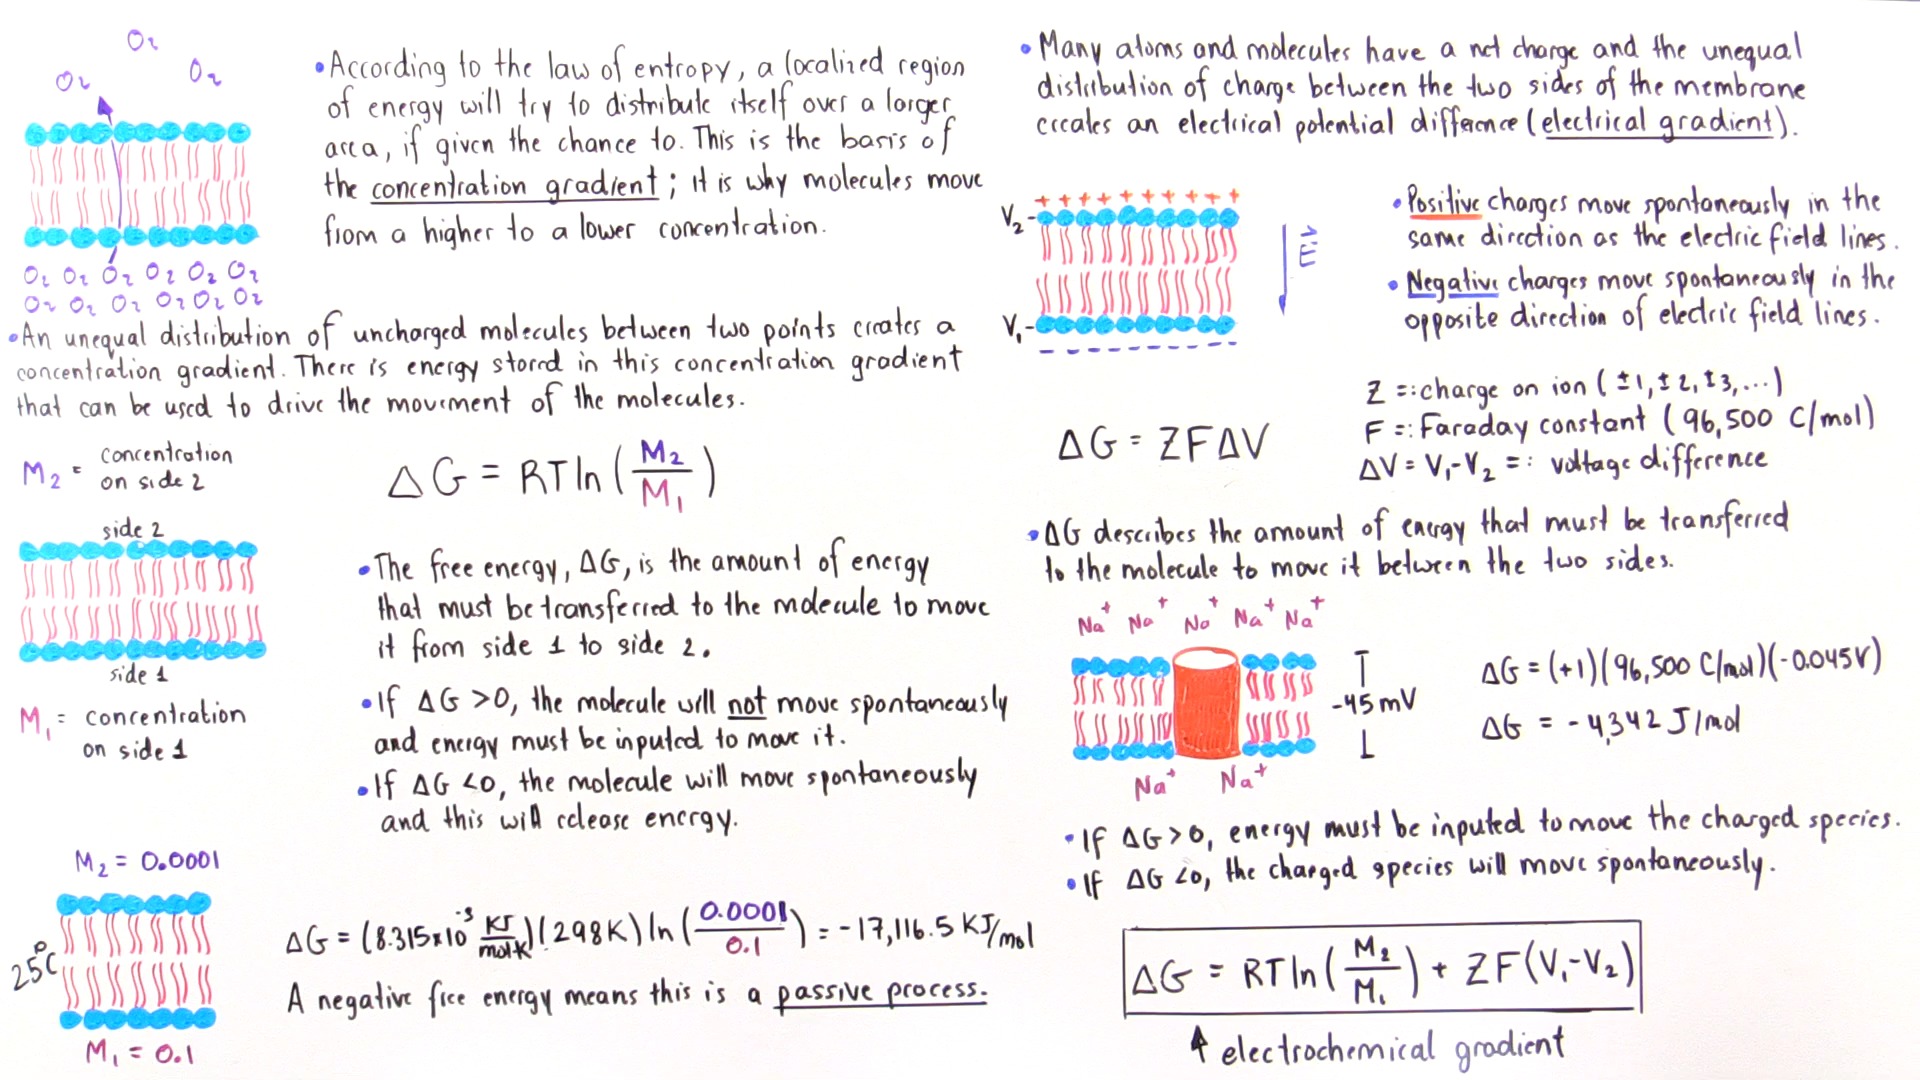 O₂
O₂
O₂
O₂ O₂ O₂ O₂ O₂ O₂
O₂ O₂ O₂ O₂ O₂ O₂
•According to the law of entropy, a localized region
of energy will try to distribute itself over a larger
area, if given the chance to. This is the basis of
the concentration gradient; it is why molecules move
from a higher to a lower concentration.
•An unequal distribution of uncharged molecules between two points creates a
concentration gradient. There is energy stored in this concentration gradient
that can be used to drive the movement of the molecules.
M₂ = concentration
on side 2
side 2
side 1
M₁ = concentration
on side 1
ΔG = RTln(M₂/M₁)
•The free energy, ΔG, is the amount of energy
that must be transferred to the molecule to move
it from side 1 to side 2.
•If ΔG >0, the molecule will not move spontaneously
and energy must be inputed to move it.
•If ΔG <0, the molecule will move spontaneously
and this will release energy.
M₂ = 0.0001
25°C
M₁ = 0.1
ΔG = (8.315x10⁻³ KJ/mol·K)(298K)ln(0.0001/0.1) = -17,116.5 KJ/mol
A negative free energy means this is a passive process.
•Many atoms and molecules have a net charge and the unequal
distribution of charge between the two sides of the membrane
creates an electrical potential difference (electrical gradient).
+ + + + + + + + +
V₂-
V₁-
- - - - - - - - - - -
E⃗
•Positive charges move spontaneously in the
same direction as the electric field lines.
•Negative charges move spontaneously in the
opposite direction of electric field lines.
ΔG = ZFΔV
Z =: charge on ion (±1, ±2, ±3,...)
F =: Faraday constant (96,500 C/mol)
ΔV = V₁-V₂ =: voltage difference
•ΔG describes the amount of energy that must be transferred
to the molecule to move it between the two sides.
Na⁺ Na⁺ Na⁺ Na⁺ Na⁺
-45mV
Na⁺ Na⁺
ΔG = (+1)(96,500 C/mol)(-0.045V)
ΔG = -4,342 J/mol
•If ΔG>0, energy must be inputed to move the charged species.
•If ΔG <0, the charged species will move spontaneously.
ΔG = RTln(M₂/M₁) + ZF(V₁-V₂)
electrochemical gradient